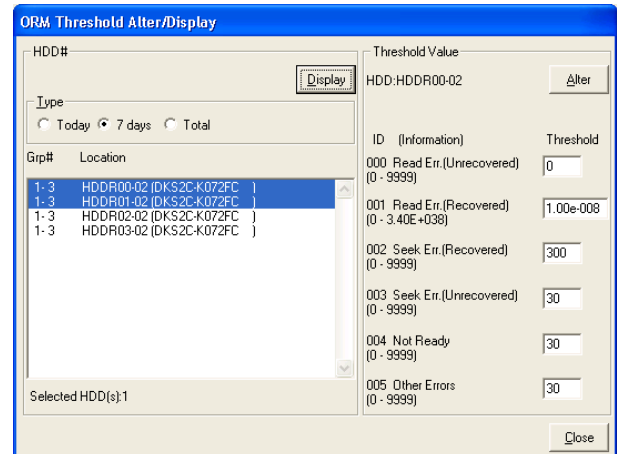 ORM Threshold Alter/Display
HDD#
Display
Type
Today 7 days Total
Grp# Location
1- 3 HDDR00-02 (DKS2C-K072FC )
1- 3 HDDR01-02 (DKS2C-K072FC )
1- 3 HDDR02-02 (DKS2C-K072FC )
1- 3 HDDR03-02 (DKS2C-K072FC )
Selected HDD(s):1
Threshold Value
HDD:HDDR00-02 Alter
ID (Information) Threshold
000 Read Err.(Unrecovered) 0
(0 - 9999)
001 Read Err.(Recovered) 1.00e-008
(0 - 3.40E+038)
002 Seek Err.(Recovered) 300
(0 - 9999)
003 Seek Err.(Unrecovered) 30
(0 - 9999)
004 Not Ready 30
(0 - 9999)
005 Other Errors 30
(0 - 9999)
Close